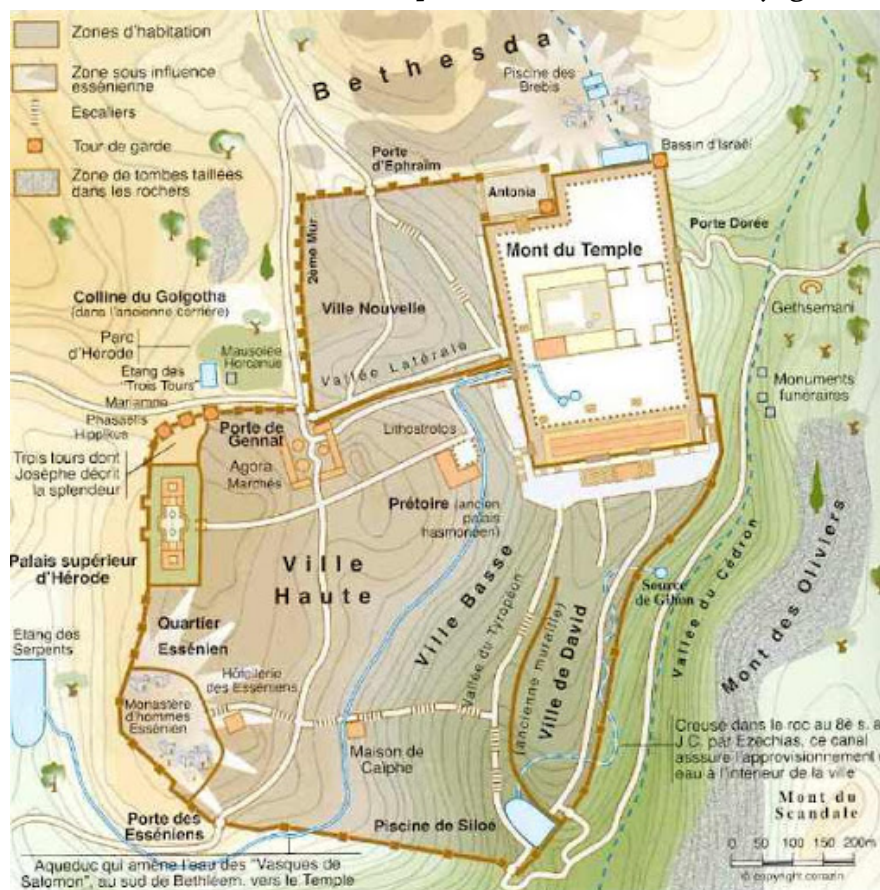 Zones d'habitation
Zone sous influence
essénienne
Escaliers
Tour de garde
Zone de tombes taillées
dans les rochers
Bethesda
Piscine des
Brebis
Bassin d'Israël
Porte
d'Ephraïm
Antonia
Porte Dorée
2ème Mur
Mont du Temple
Colline du Golgotha
(dans l'ancienne carrière)
Ville Nouvelle
Gethsemani
Parc
d'Hérode
Mausolée
Horcanus
Etang des
"Trois Tours"
Vallée Latérale
Monuments
funéraires
Mariamne
Phasaëlis
Hippikus
Porte de
Gennat
Lithostrotos
Trois tours dont
Josèphe décrit
la splendeur
Agora
Marchés
Prétoire (ancien
palais
hasmonéen)
Palais supérieur
d'Hérode
Ville
Haute
Ville Basse
Vallée du Tyropéon
(ancienne muraille)
Ville de David
Source
de Gihon
Vallée du Cédron
Mont des Oliviers
Quartier
Essénien
Etang des
Serpents
Hôtellerie
des Esséniens
Monastère
d'hommes
Essénien
Maison de
Caïphe
Creusé dans le roc au 8è s. a
J.C. par Ezéchias, ce canal
asssure l'approvisionnement
eau à l'intérieur de la ville
Mont du
Scandale
Porte des
Esséniens
Piscine de Siloé
0 50 100 150 200m
© copyright corazin
Aqueduc qui amène l'eau des "Vasques de
Salomon", au sud de Bethléem, vers le Temple